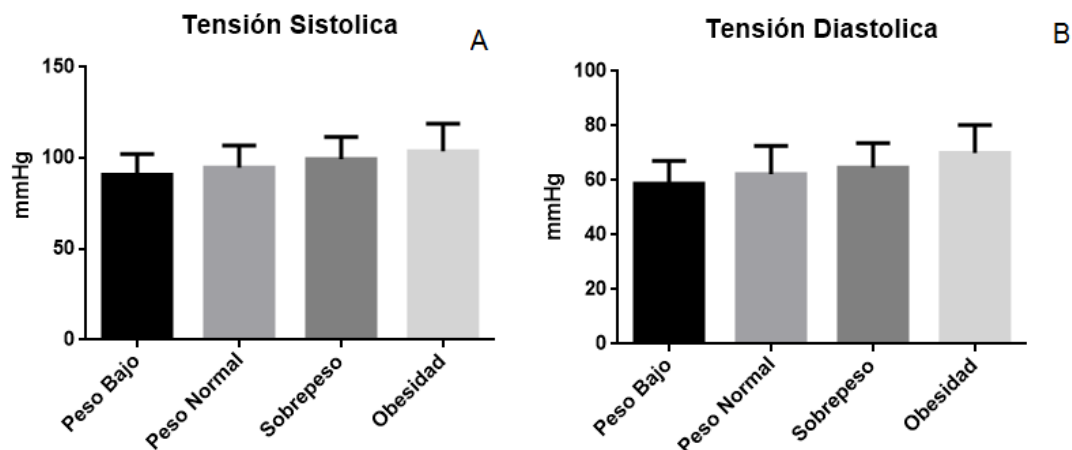 Tensión Sistolica
A
150
100
50
0
mmHg
Peso Bajo
Peso Normal
Sobrepeso
Obesidad
Tensión Diastolica
B
100
80
60
40
20
0
mmHg
Peso Bajo
Peso Normal
Sobrepeso
Obesidad